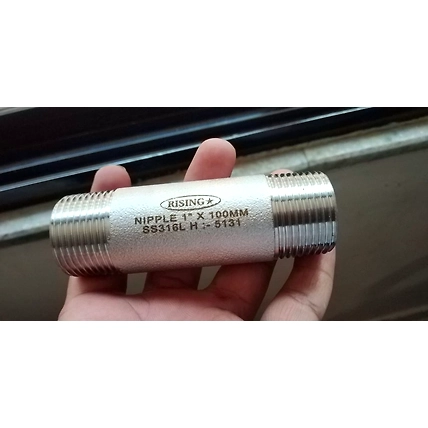 RISING★
NIPPLE 1" X 100MM
SS316L H :- 5131